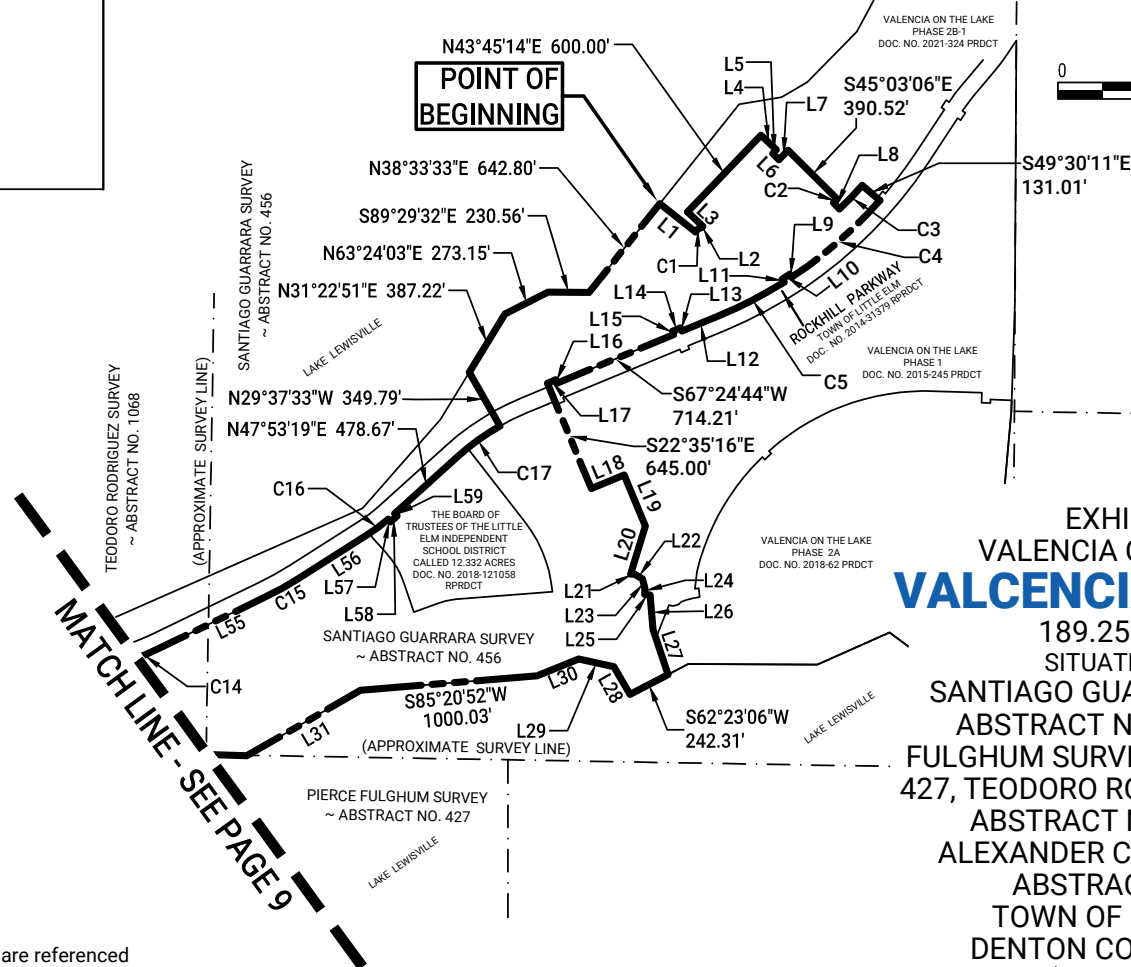 VALENCIA ON THE LAKE
PHASE 2B-1
DOC. NO. 2021-324 PRDCT
N43°45'14"E 600.00'
POINT OF
BEGINNING
L5
L4
L7
S45°03'06"E
390.52'
0
L6
L8
C2
S49°30'11"E
131.01'
N38°33'33"E 642.80'
S89°29'32"E 230.56'
N63°24'03"E 273.15'
N31°22'51"E 387.22'
SANTIAGO GUARRARA SURVEY
~ ABSTRACT NO. 456
L1
L3
C1
L2
L9
C3
C4
L11
L10
L14
L13
L15
L16
L12
C5
ROCKHILL PARKWAY
TOWN OF LITTLE ELM
DOC. NO. 2014-31379 RPRDCT
VALENCIA ON THE LAKE
PHASE 1
DOC. NO. 2015-245 PRDCT
LAKE LEWISVILLE
TEODORO RODRIGUEZ SURVEY
~ ABSTRACT NO. 1068
(APPROXIMATE SURVEY LINE)
N29°37'33"W 349.79'
N47°53'19"E 478.67'
L17
S67°24'44"W
714.21'
S22°35'16"E
645.00'
C17
C16
L18
L19
L59
THE BOARD OF
TRUSTEES OF THE LITTLE
ELM INDEPENDENT
SCHOOL DISTRICT
CALLED 12.332 ACRES
DOC. NO. 2018-121058
RPRDCT
L20
L22
VALENCIA ON THE LAKE
PHASE 2A
DOC. NO. 2018-62 PRDCT
L56
L57
L58
C15
L21
L23
L24
L25
L26
L27
L55
SANTIAGO GUARRARA SURVEY
~ ABSTRACT NO. 456
C14
MATCH LINE - SEE PAGE 9
L30
S85°20'52"W
1000.03'
L28
L29
L31
S62°23'06"W
242.31'
LAKE LEWISVILLE
(APPROXIMATE SURVEY LINE)
PIERCE FULGHUM SURVEY
~ ABSTRACT NO. 427
LAKE LEWISVILLE
EXHI
VALENCIA
VALCENCI
189.25
SITUAT
SANTIAGO GUA
ABSTRACT N
FULGHUM SURVE
427, TEODORO RO
ABSTRACT N
ALEXANDER C
ABSTRAC
TOWN OF
DENTON CO
are referenced